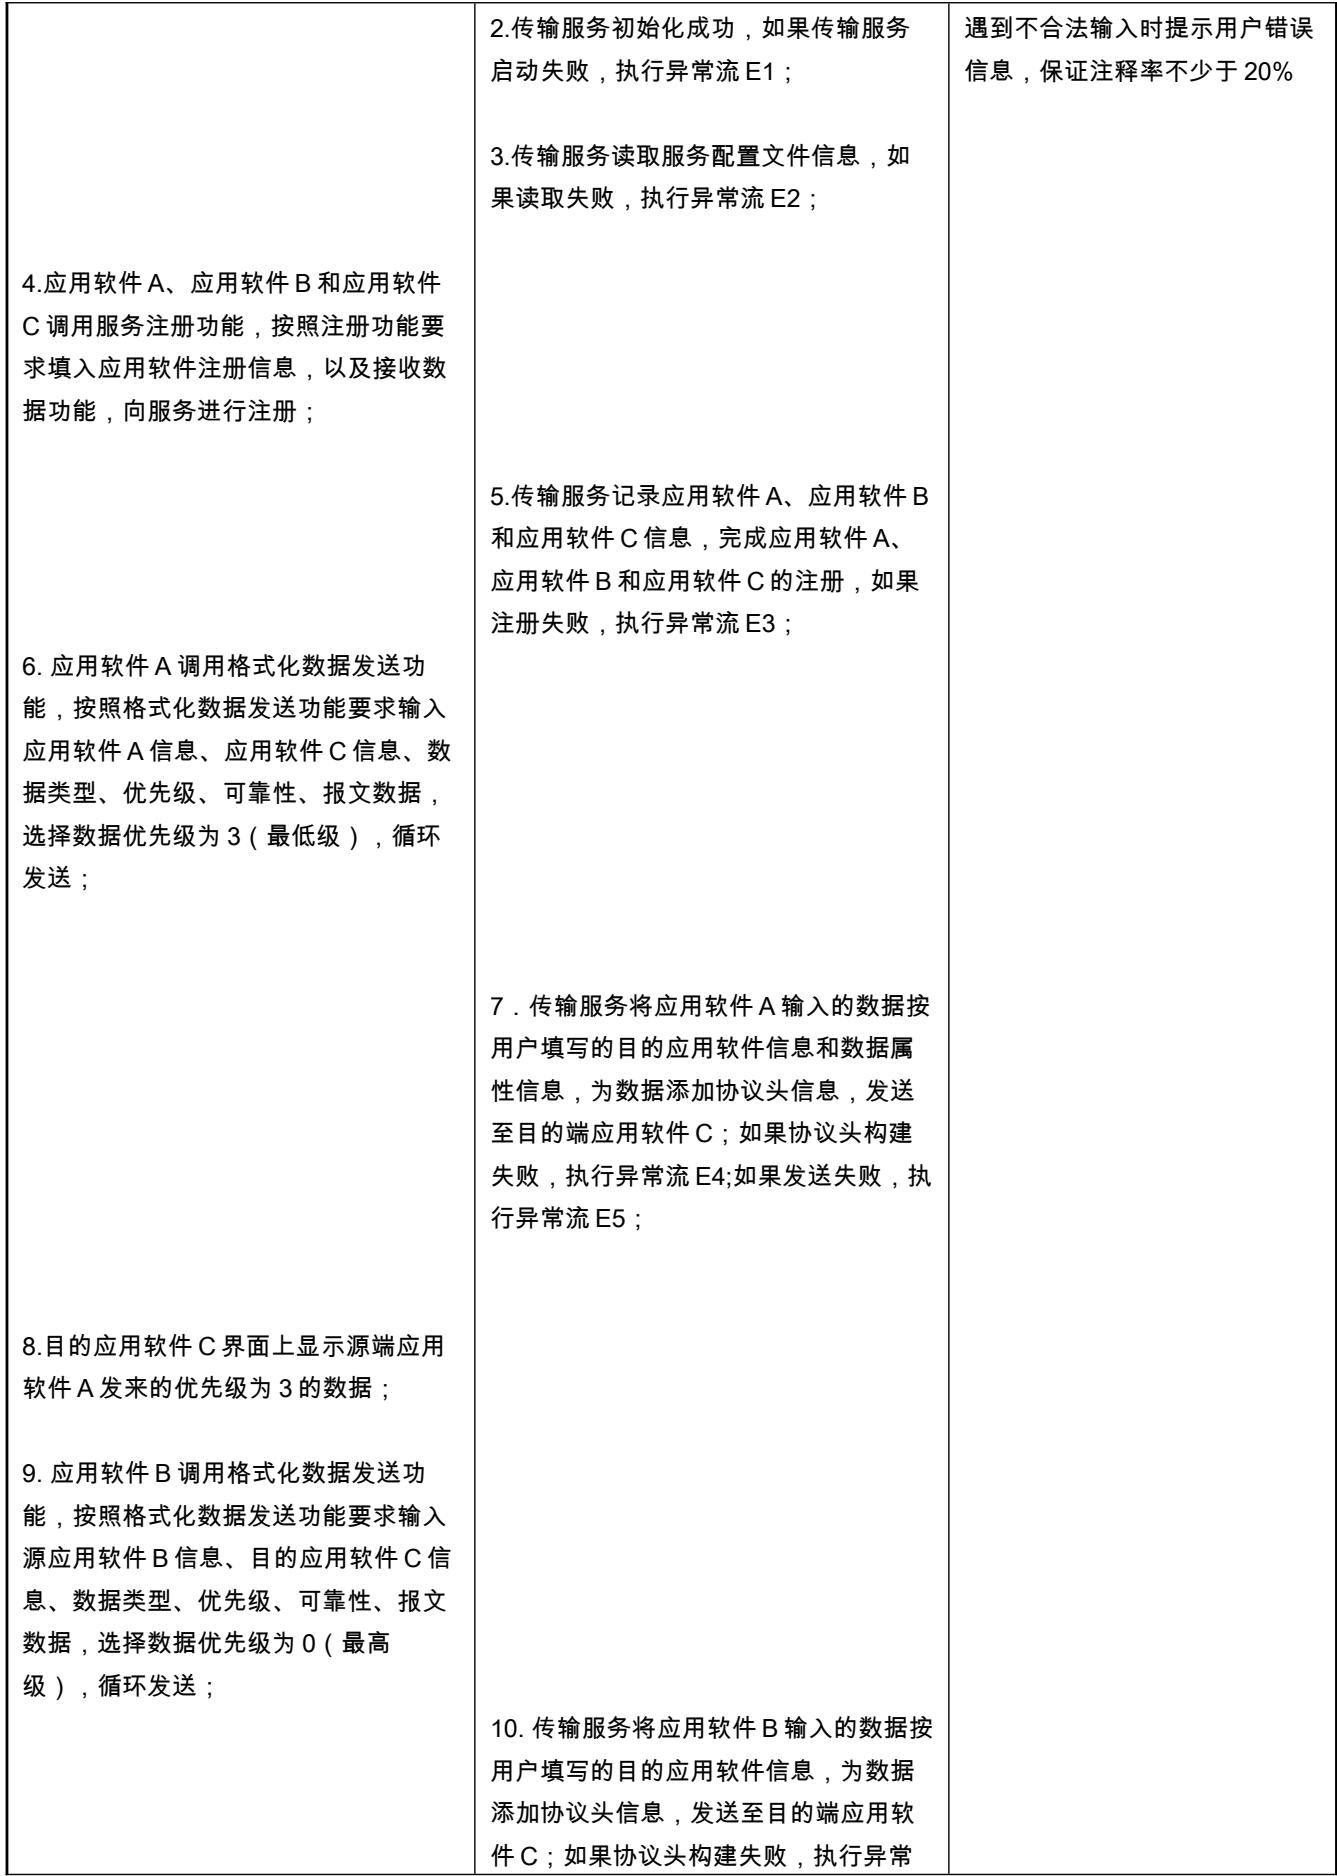 2.传输服务初始化成功，如果传输服务
启动失败，执行异常流 E1；
遇到不合法输入时提示用户错误
信息，保证注释率不少于 20%
3.传输服务读取服务配置文件信息，如
果读取失败，执行异常流 E2；
4.应用软件 A、应用软件 B 和应用软件
C 调用服务注册功能，按照注册功能要
求填入应用软件注册信息，以及接收数
据功能，向服务进行注册；
5.传输服务记录应用软件 A、应用软件 B
和应用软件 C 信息，完成应用软件 A、
应用软件 B 和应用软件 C 的注册，如果
注册失败，执行异常流 E3；
6. 应用软件 A 调用格式化数据发送功
能，按照格式化数据发送功能要求输入
应用软件 A 信息、应用软件 C 信息、数
据类型、优先级、可靠性、报文数据，
选择数据优先级为 3（最低级），循环
发送；
7．传输服务将应用软件 A 输入的数据按
用户填写的目的应用软件信息和数据属
性信息，为数据添加协议头信息，发送
至目的端应用软件 C；如果协议头构建
失败，执行异常流 E4;如果发送失败，执
行异常流 E5；
8.目的应用软件 C 界面上显示源端应用
软件 A 发来的优先级为 3 的数据；
9. 应用软件 B 调用格式化数据发送功
能，按照格式化数据发送功能要求输入
源应用软件 B 信息、目的应用软件 C 信
息、数据类型、优先级、可靠性、报文
数据，选择数据优先级为 0（最高
级），循环发送；
10. 传输服务将应用软件 B 输入的数据按
用户填写的目的应用软件信息，为数据
添加协议头信息，发送至目的端应用软
件 C；如果协议头构建失败，执行异常